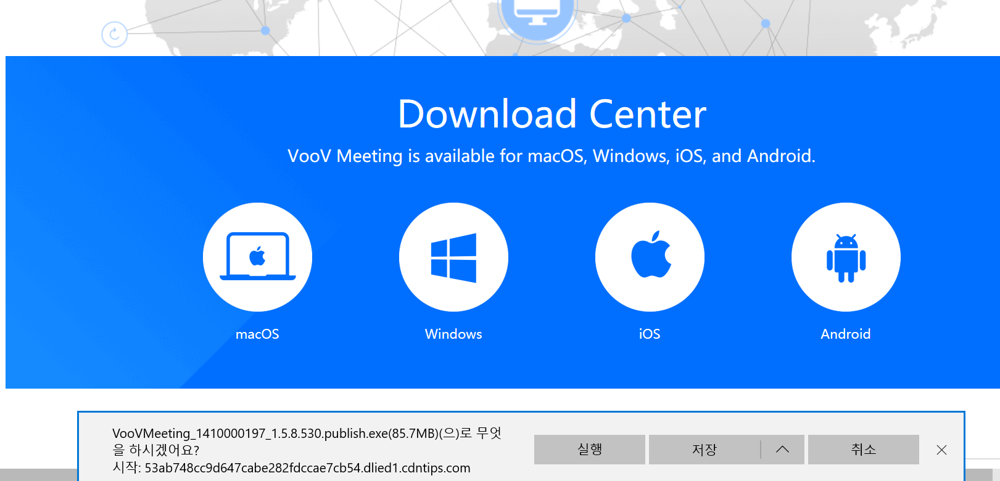 Download Center
VooV Meeting is available for macOS, Windows, iOS, and Android.
macOS
Windows
iOS
Android
VooVMeeting_1410000197_1.5.8.530.publish.exe(85.7MB)(으)로 무엇
을 하시겠어요?
시작: 53ab748cc9d647cabe282fdccae7cb54.dlied1.cdntips.com
실행
저장
취소